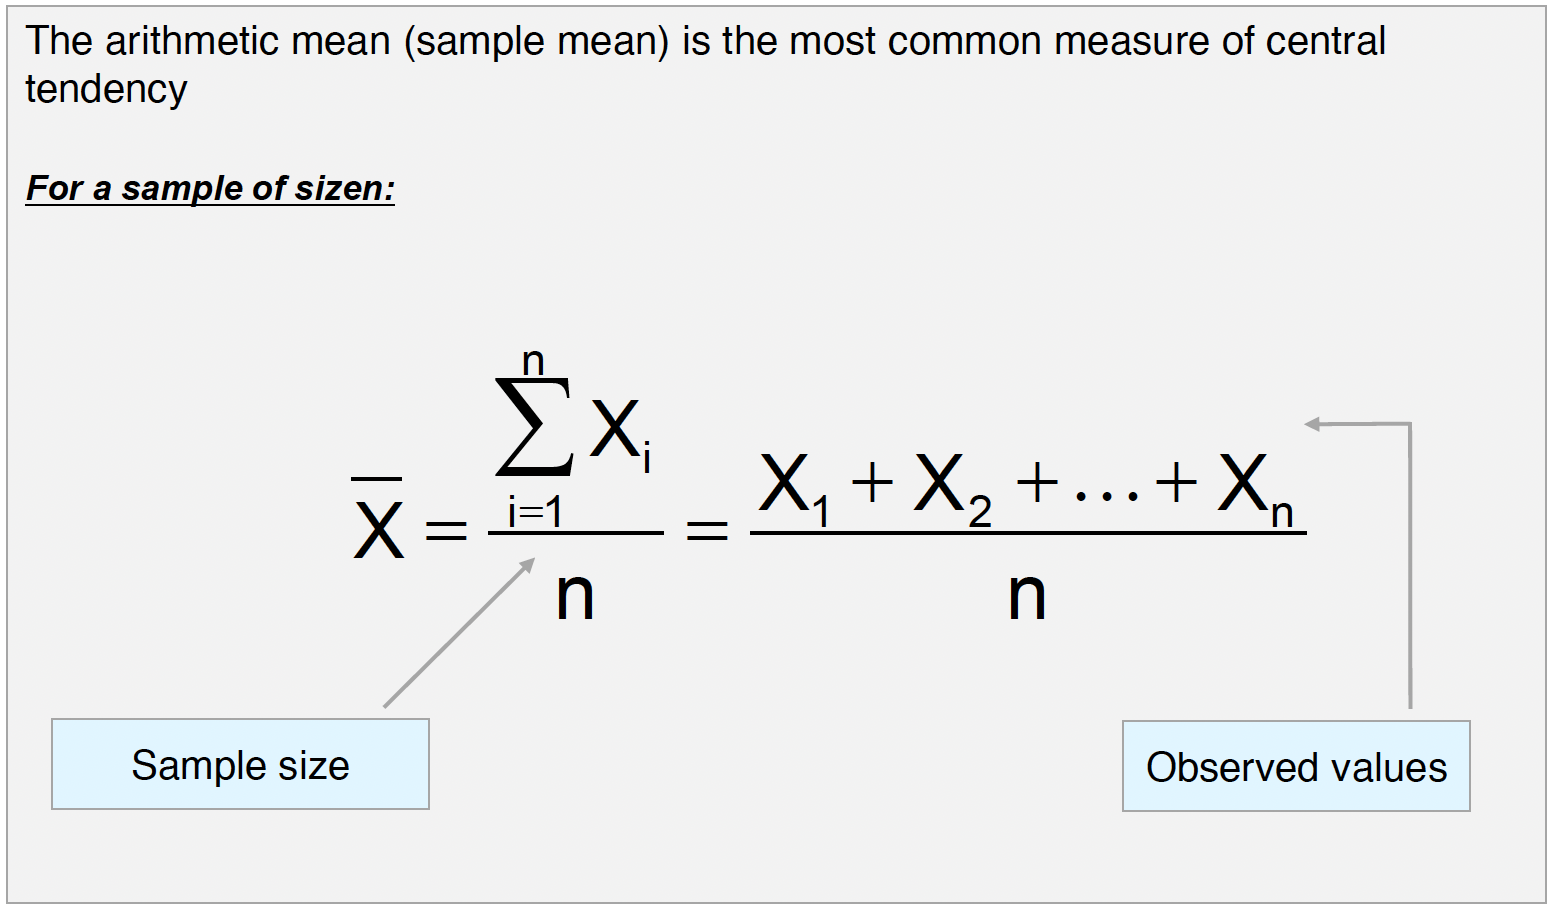 The arithmetic mean (sample mean) is the most common measure of central
tendency
For a sample of sizen:
X̅ = ∑ᵢ₌₁ⁿ Xᵢ / n = X₁ + X₂ + … + Xₙ / n
Sample size
Observed values